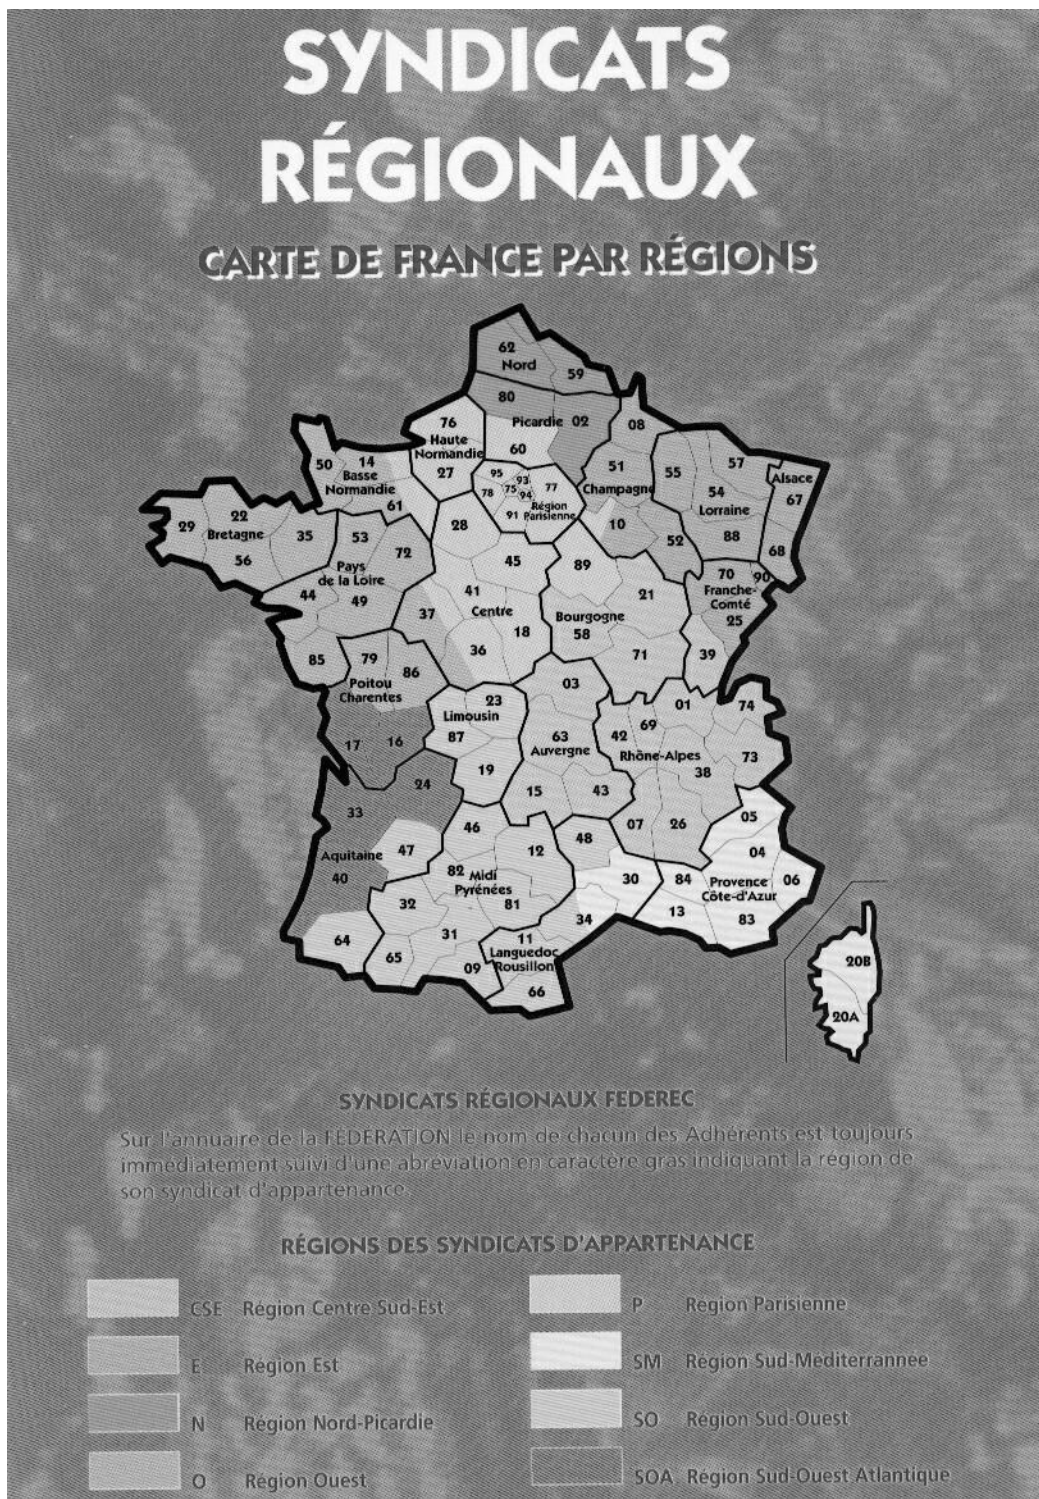 SYNDICATS
RÉGIONAUX
CARTE DE FRANCE PAR RÉGIONS
62
Nord
59
80
Picardie
02
60
76
Haute
Normandie
27
08
51
Champagne
10
52
55
57
54
Lorraine
88
Alsace
67
68
50
14
Basse
Normandie
61
95
93
77
78
75
94
91
Région
Parisienne
29
22
Bretagne
35
56
53
72
Pays
de la Loire
44
49
85
28
45
41
Centre
37
18
36
89
21
Bourgogne
58
71
70
90
Franche-
Comté
25
39
79
86
Poitou
Charentes
17
16
23
Limousin
87
19
03
63
Auvergne
15
43
01
74
42
69
Rhône-Alpes
73
38
07
26
24
33
47
Aquitaine
40
64
46
12
82
Midi
Pyrénées
32
81
31
65
09
48
30
34
11
Languedoc
Rousillon
66
05
04
84
Provence
06
Côte-d'Azur
13
83
20B
20A
SYNDICATS RÉGIONAUX FEDEREC
Sur l'annuaire de la FEDERATION le nom de chacun des Adhérents est toujours
immédiatement suivi d'une abréviation en caractère gras indiquant la région de
son syndicat d'appartenance.
RÉGIONS DES SYNDICATS D'APPARTENANCE
CSE Région Centre Sud-Est
E Région Est
N Région Nord-Picardie
O Région Ouest
P Région Parisienne
SM Région Sud-Méditerrannée
SO Région Sud-Ouest
SOA Région Sud-Ouest Atlantique